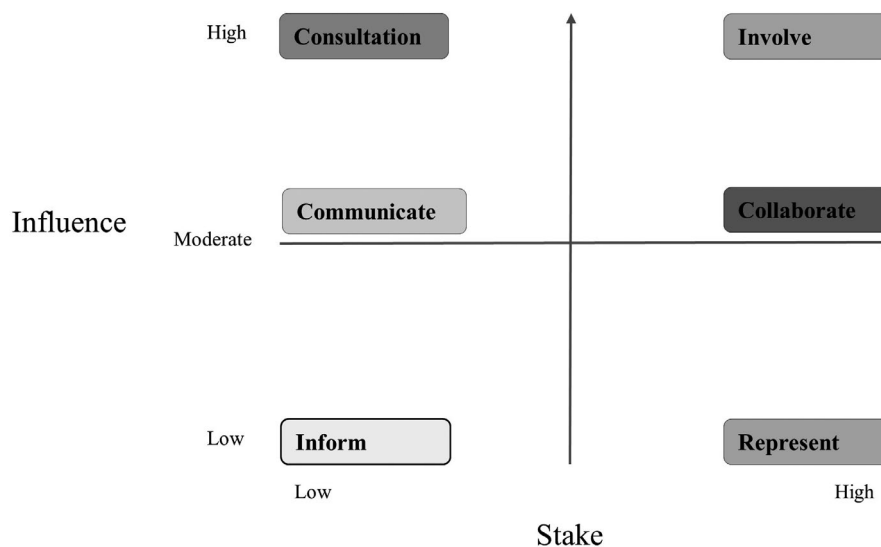 High
Consultation
Involve
Communicate
Collaborate
Influence
Moderate
Low
Inform
Represent
Low
High
Stake